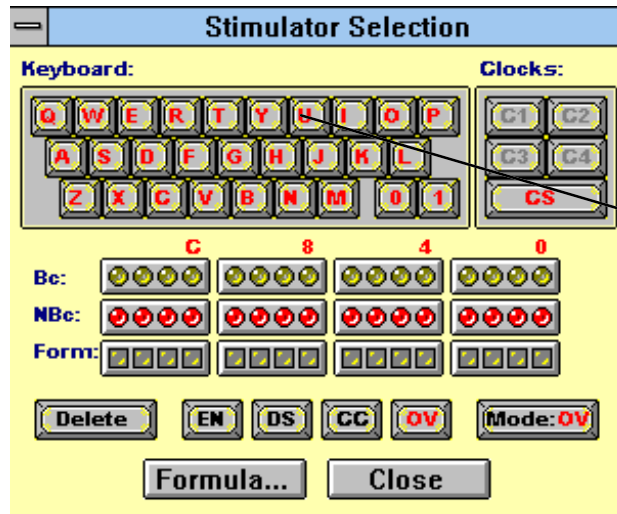 Stimulator Selection
Keyboard: Clocks:
Q W E R T Y U I O P C1 C2
A S D F G H J K L C3 C4
Z X C V B N M 0 1 CS
C 8 4 0
Bc:
NBc:
Form:
Delete EN DS CC OV Mode:OV
Formula... Close